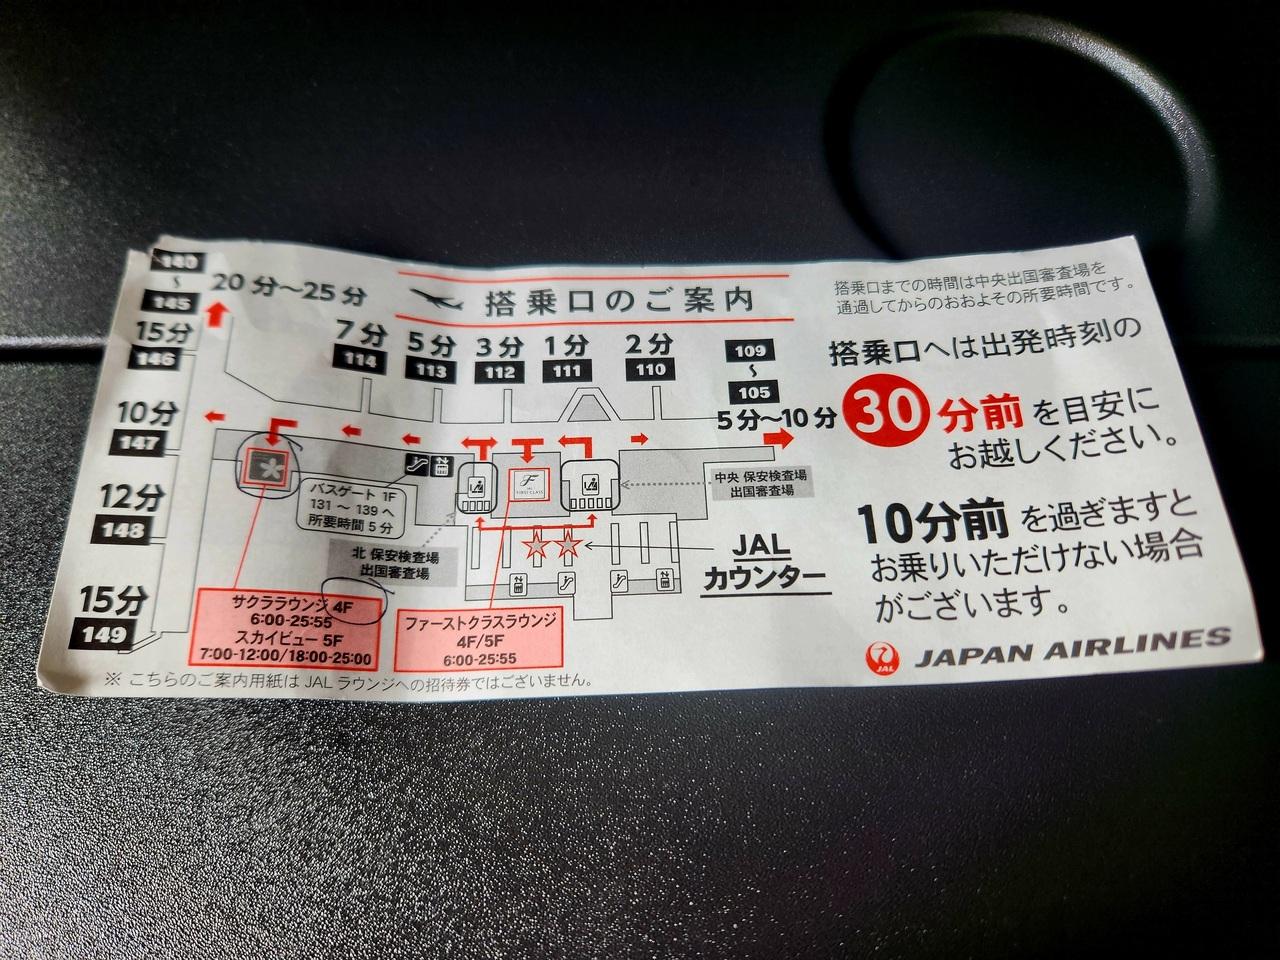 140
~
145
20分~25分
搭乗口のご案内
15分
146
7分
114
5分
113
3分
112
1分
111
2分
110
109
~
105
5分~10分
10分
147
12分
148
15分
149
バスゲート 1F
131 ~ 139 へ
所要時間 5分
北 保安検査場
出国審査場
FIRST CLASS
中央 保安検査場
出国審査場
JAL
カウンター
サクララウンジ 4F
6:00-25:55
スカイビュー 5F
7:00-12:00/18:00-25:00
ファーストクラスラウンジ
4F/5F
6:00-25:55
※ こちらのご案内用紙は JAL ラウンジへの招待券ではございません。
搭乗口までの時間は中央出国審査場を
通過してからのおおよその所要時間です。
搭乗口へは出発時刻の
30分前を目安に
お越しください。
10分前を過ぎますと
お乗りいただけない場合
がございます。
JAL
JAPAN AIRLINES